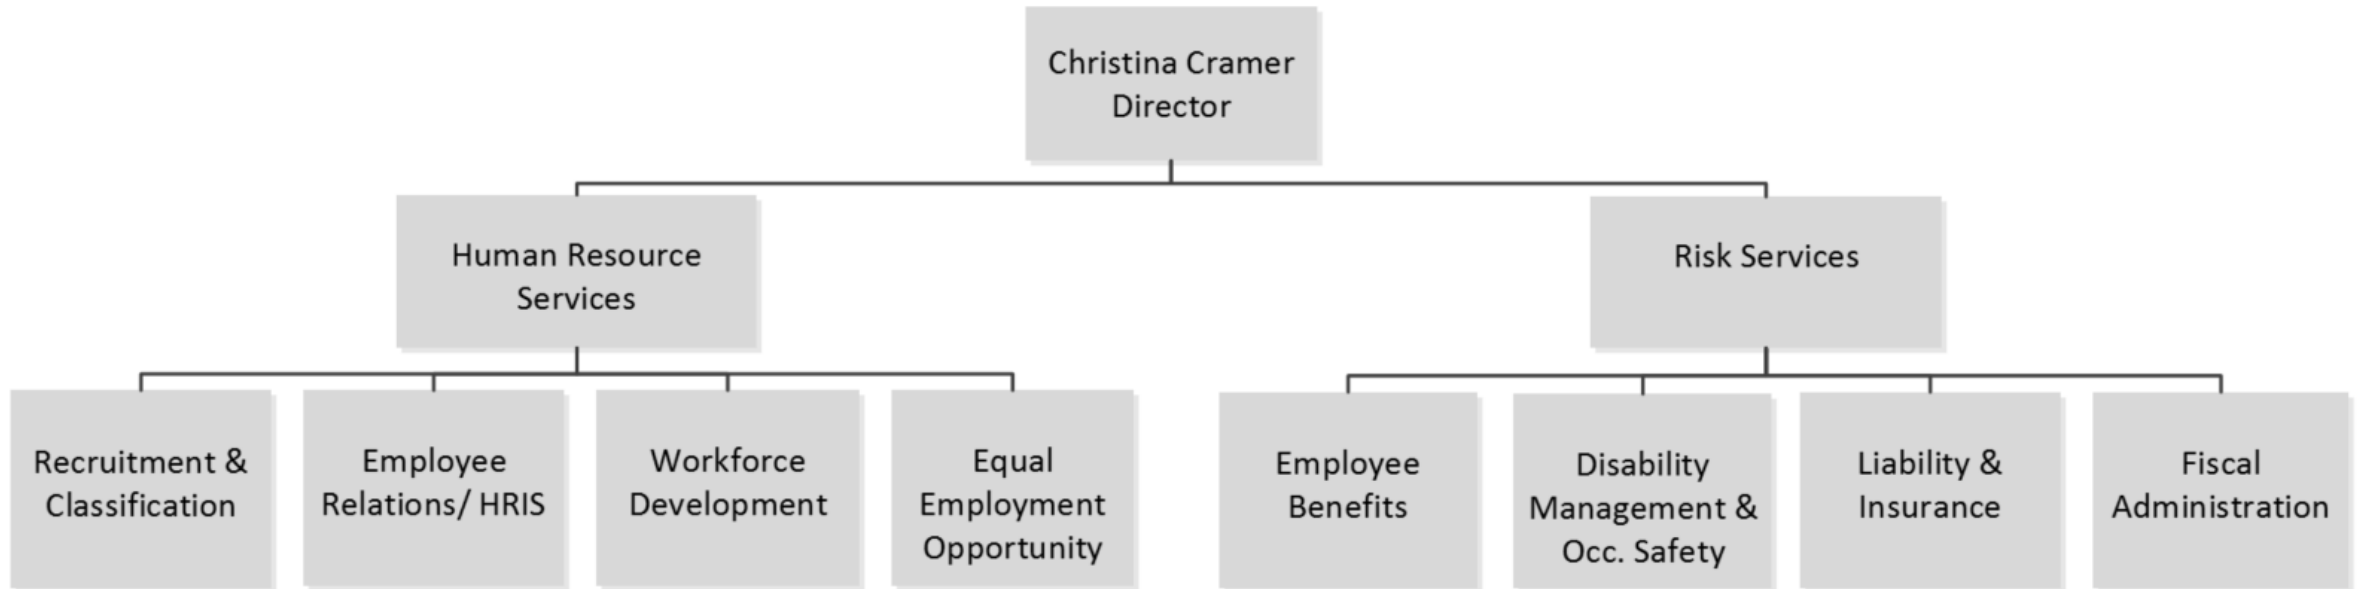 Christina Cramer
Director
Human Resource
Services
Risk Services
Recruitment &
Classification
Employee
Relations/ HRIS
Workforce
Development
Equal
Employment
Opportunity
Employee
Benefits
Disability
Management &
Occ. Safety
Liability &
Insurance
Fiscal
Administration